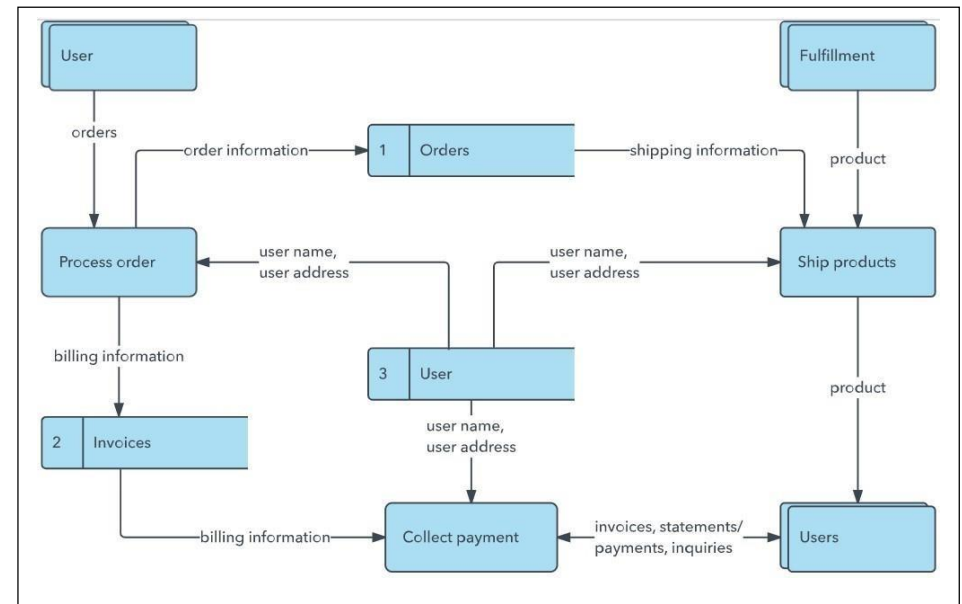 User
Fulfillment
orders
order information
1 Orders
shipping information
product
Process order
user name,
user address
user name,
user address
Ship products
billing information
3 User
product
2 Invoices
user name,
user address
billing information
Collect payment
invoices, statements/
payments, inquiries
Users